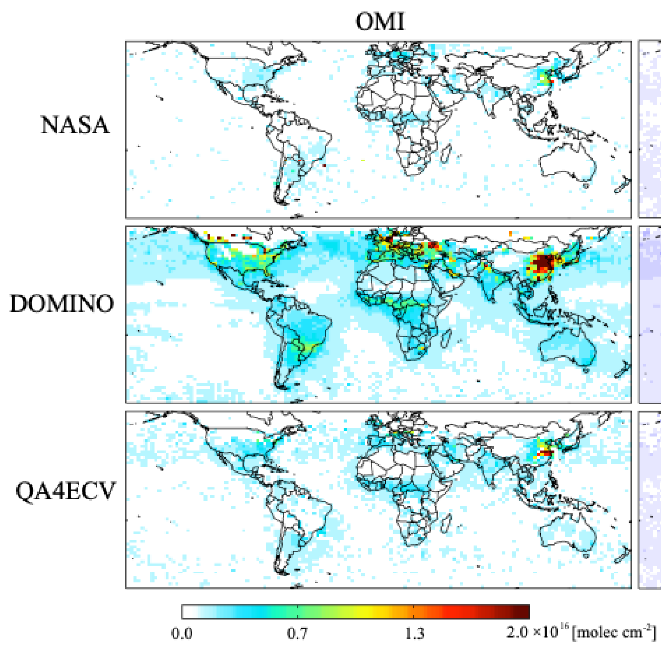 OMI
NASA
DOMINO
QA4ECV
0.0 0.7 1.3 2.0 ×10¹⁶ [molec cm⁻²]